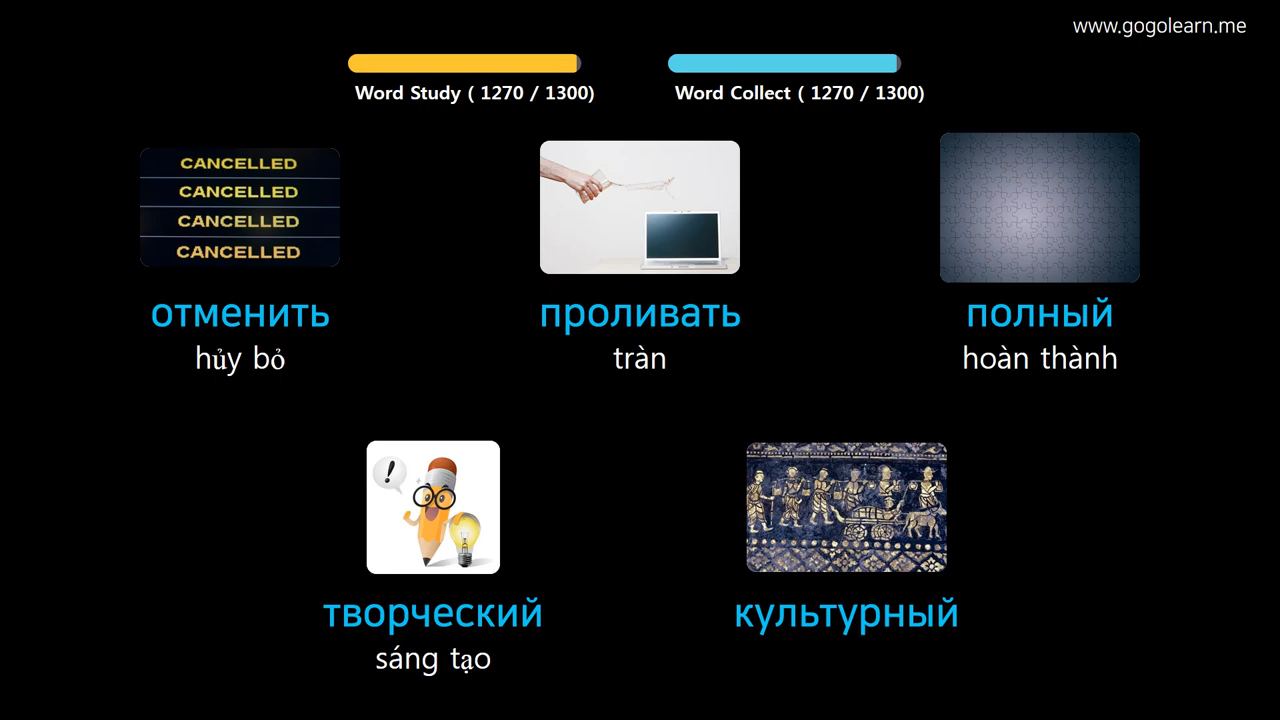 www.gogolearn.me
Word Study ( 1270 / 1300)
Word Collect ( 1270 / 1300)
CANCELLED
CANCELLED
CANCELLED
CANCELLED
отменить
hủy bỏ
проливать
tràn
полный
hoàn thành
!
творческий
sáng tạo
культурный